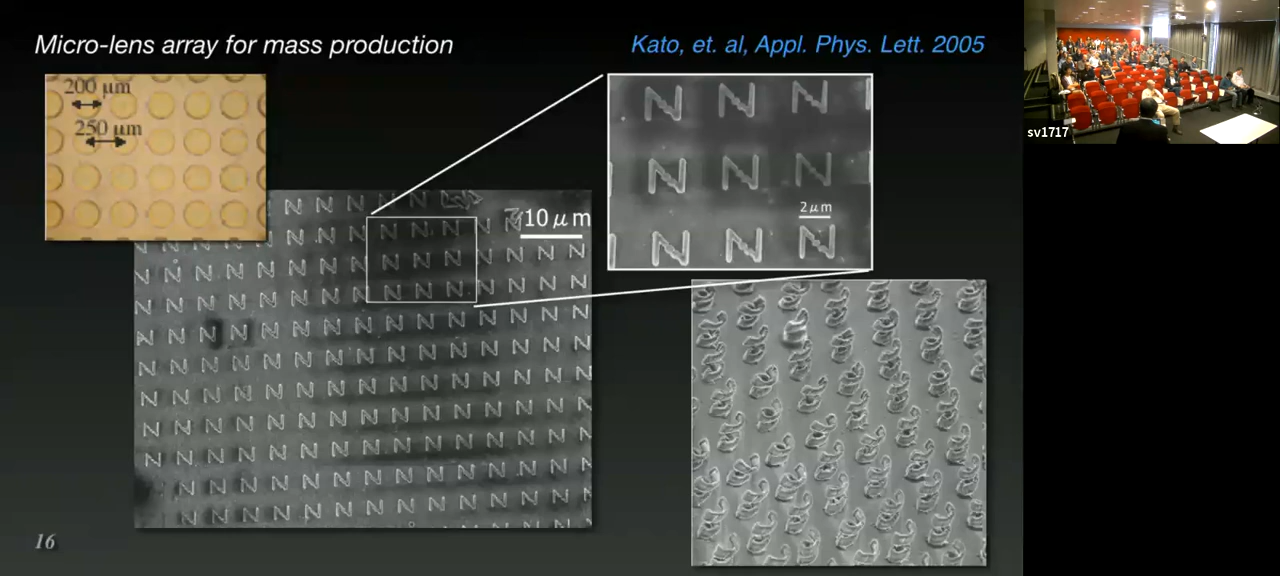 Micro-lens array for mass production
Kato, et. al, Appl. Phys. Lett. 2005
200 μm
250 μm
10 μm
2 μm
16
sv1717